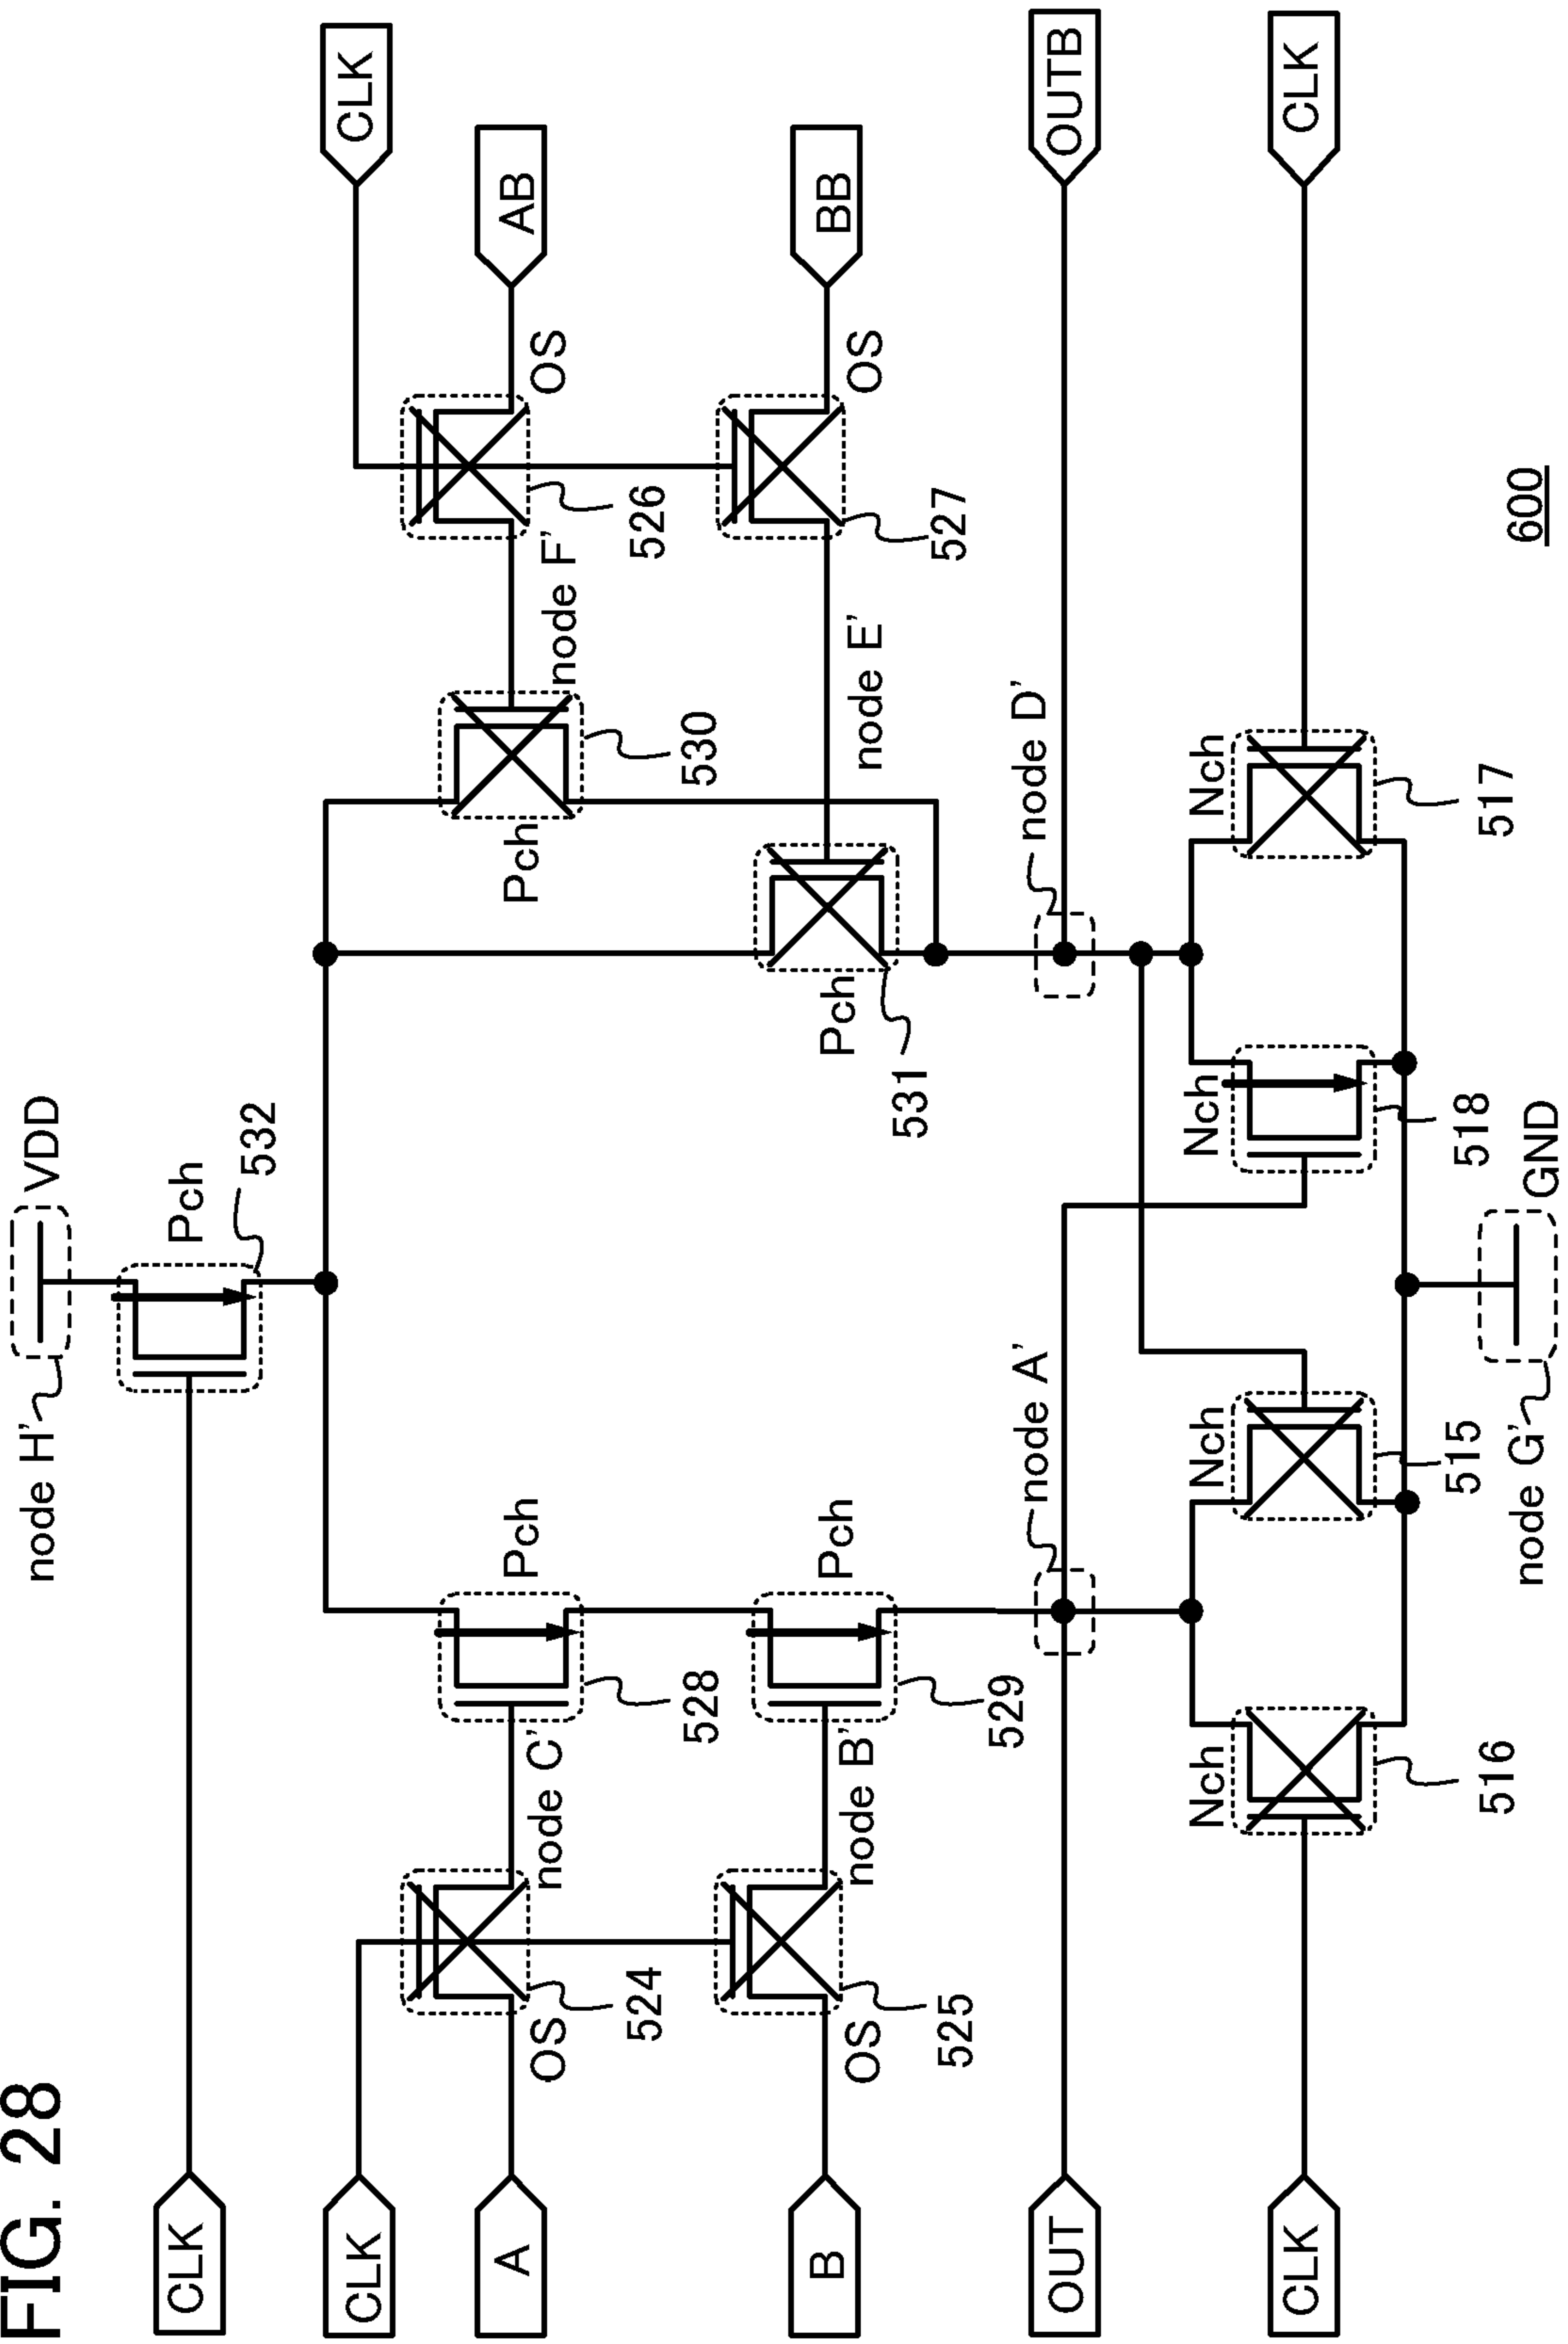 FIG. 28
node H'
VDD
CLK
Pch
532
CLK
CLK
A
OS
524
node C'
Pch
528
Pch
530
node F'
526
OS
AB
B
OS
525
node B'
Pch
529
Pch
531
node E'
527
OS
BB
OUT
node A'
node D'
OUTB
CLK
Nch
516
Nch
515
Nch
518
Nch
517
CLK
node G'
GND
600